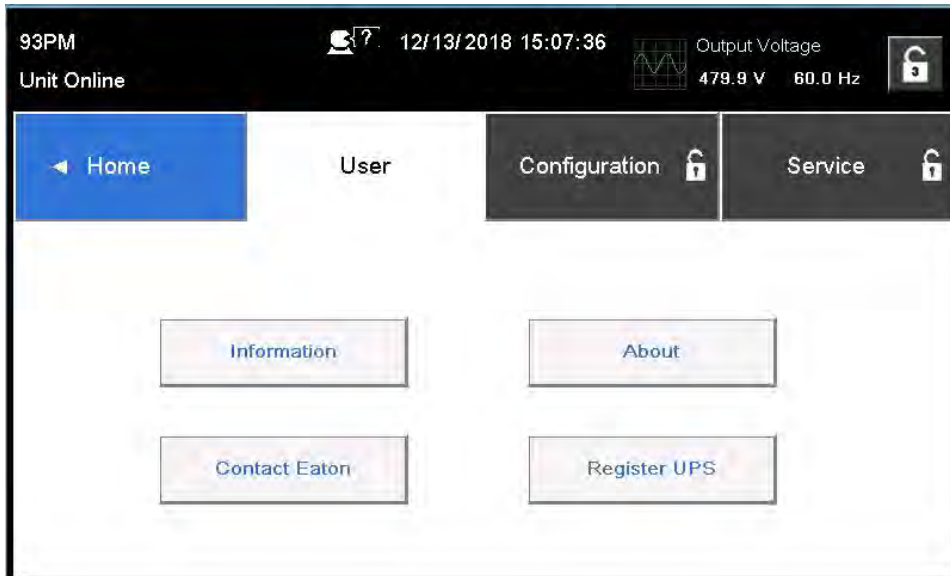 93PM
Unit Online
?
12/13/2018 15:07:36
Output Voltage
479.9 V 60.0 Hz
3
Home
User
Configuration
Service
Information
About
Contact Eaton
Register UPS